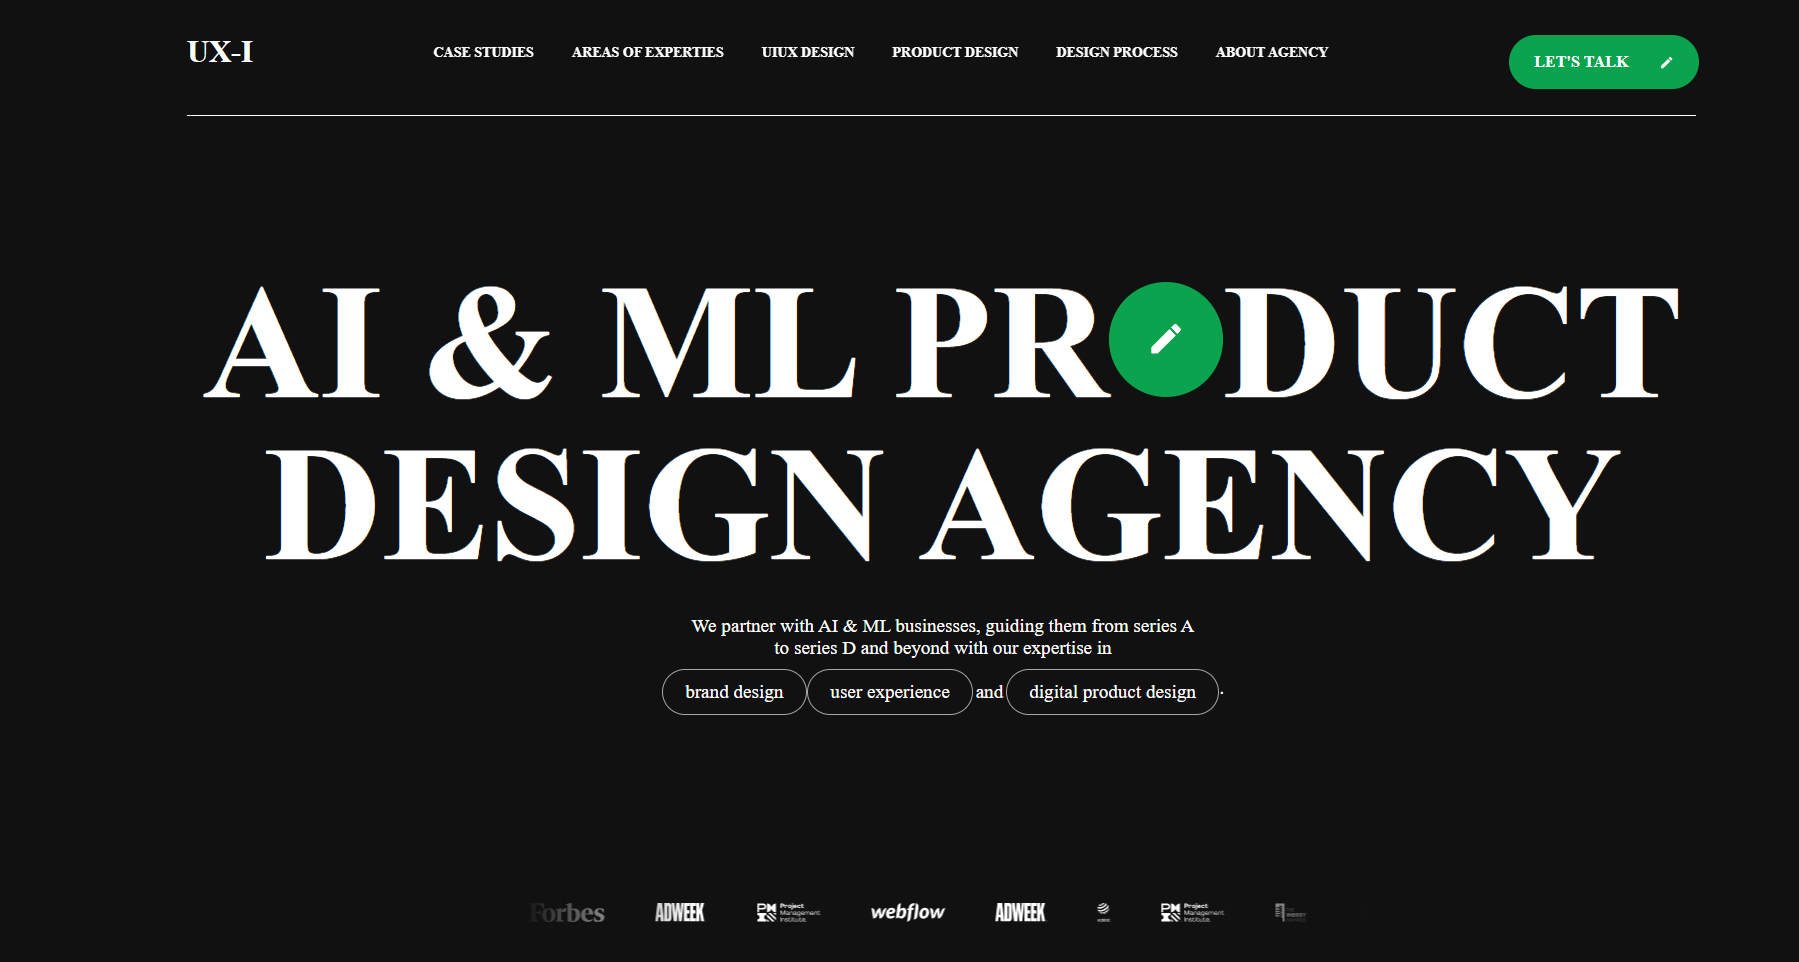 UX-I CASE STUDIES AREAS OF EXPERTIES UIUX DESIGN PRODUCT DESIGN DESIGN PROCESS ABOUT AGENCY LET'S TALK
AI & ML PR DUCT
DESIGN AGENCY
We partner with AI & ML businesses, guiding them from series A
to series D and beyond with our expertise in
brand design user experience and digital product design .
Forbes ADWEEK PMI Project Management Institute. webflow ADWEEK PMI Project Management Institute.